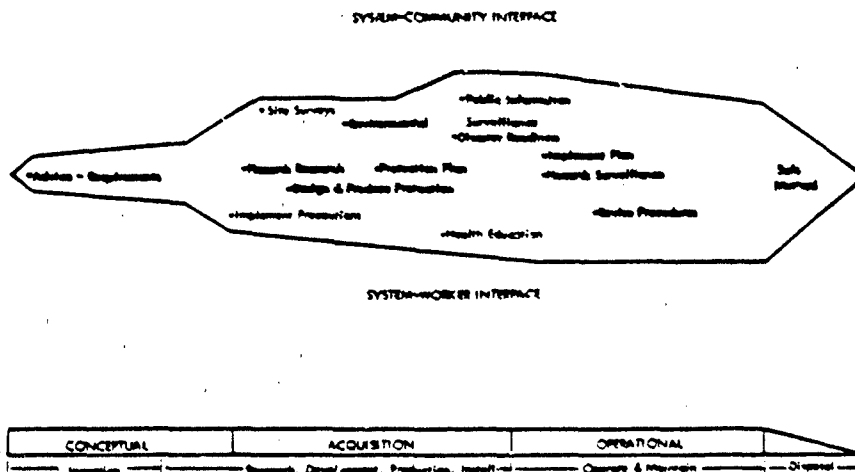 SYSTEM-COMMUNITY INTERFACE
•Public Information
•Site Surveys
•Environmental Surveillance
•Disaster Readiness
•Implement Plan
•Hazards Research •Protection Plan •Hazards Surveillance Safe
•Advise - Requirements Method
•Design & Produce Protection
•Implement Precautions •Revise Procedures
•Health Education
SYSTEM-WORKER INTERFACE
CONCEPTUAL ACQUISITION OPERATIONAL
Research, Development, Production, Install Operate & Maintain Disposal